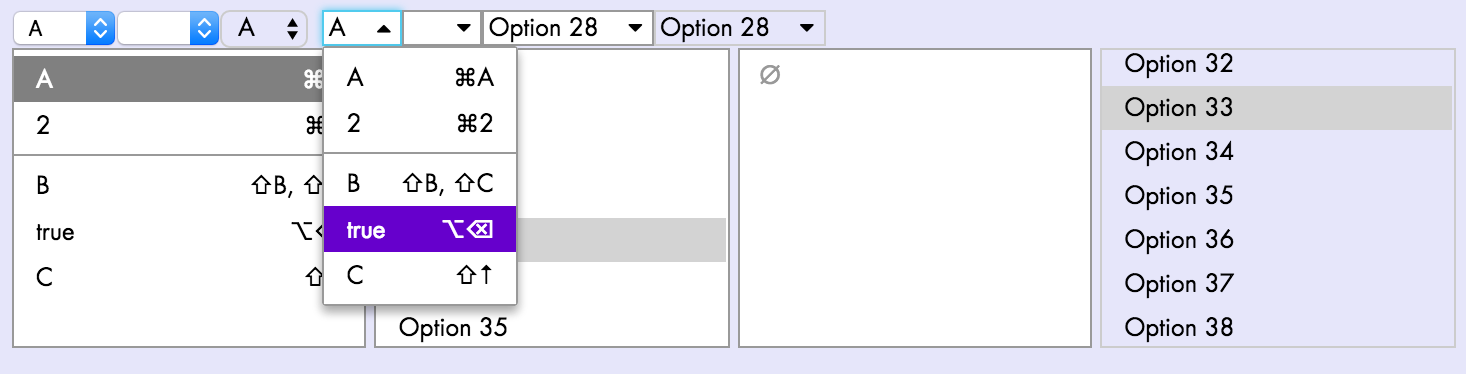 A A A Option 28 Option 28
A ⌘
2 ⌘
B ⇧B, ⇧
true ⌥
C ⇧
A ⌘A
2 ⌘2
B ⇧B, ⇧C
true ⌥⌫
C ⇧↑
Option 35
∅
Option 32
Option 33
Option 34
Option 35
Option 36
Option 37
Option 38